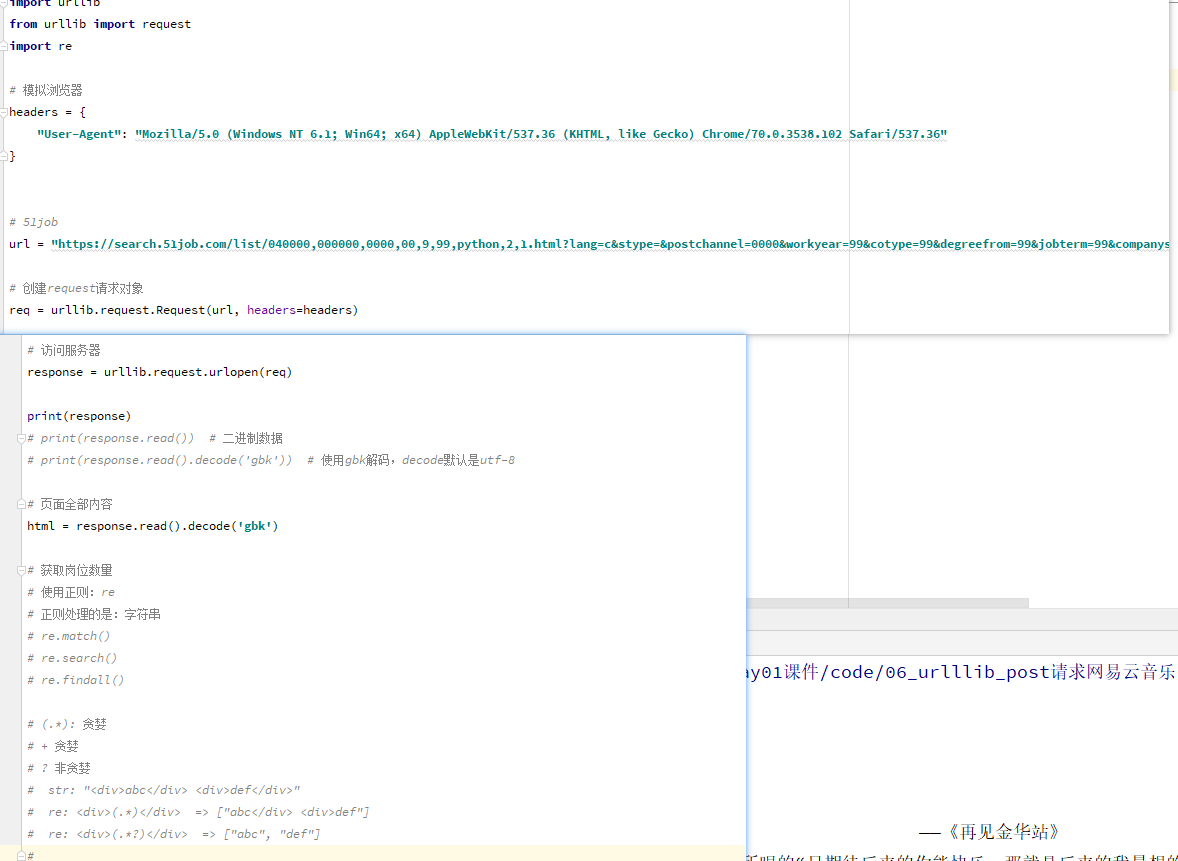 import urllib
from urllib import request
import re
# 模拟浏览器
headers = {
"User-Agent": "Mozilla/5.0 (Windows NT 6.1; Win64; x64) AppleWebKit/537.36 (KHTML, like Gecko) Chrome/70.0.3538.102 Safari/537.36"
}
# 51job
url = "https://search.51job.com/list/040000,000000,0000,00,9,99,python,2,1.html?lang=c&stype=&postchannel=0000&workyear=99&cotype=99&degreefrom=99&jobterm=99&companys
# 创建request请求对象
req = urllib.request.Request(url, headers=headers)
# 访问服务器
response = urllib.request.urlopen(req)
print(response)
# print(response.read())  # 二进制数据
# print(response.read().decode('gbk'))  # 使用gbk解码，decode默认是utf-8
# 页面全部内容
html = response.read().decode('gbk')
# 获取岗位数量
# 使用正则：re
# 正则处理的是：字符串
# re.match()
# re.search()
# re.findall()
# (.*): 贪婪
# + 贪婪
# ? 非贪婪
#  str: "<div>abc</div> <div>def</div>"
#  re: <div>(.*)</div>  => ["abc</div> <div>def"]
#  re: <div>(.*?)</div>  => ["abc", "def"]
#
ay01课件/code/06_urlllib_post请求网易云音乐
——《再见金华站》